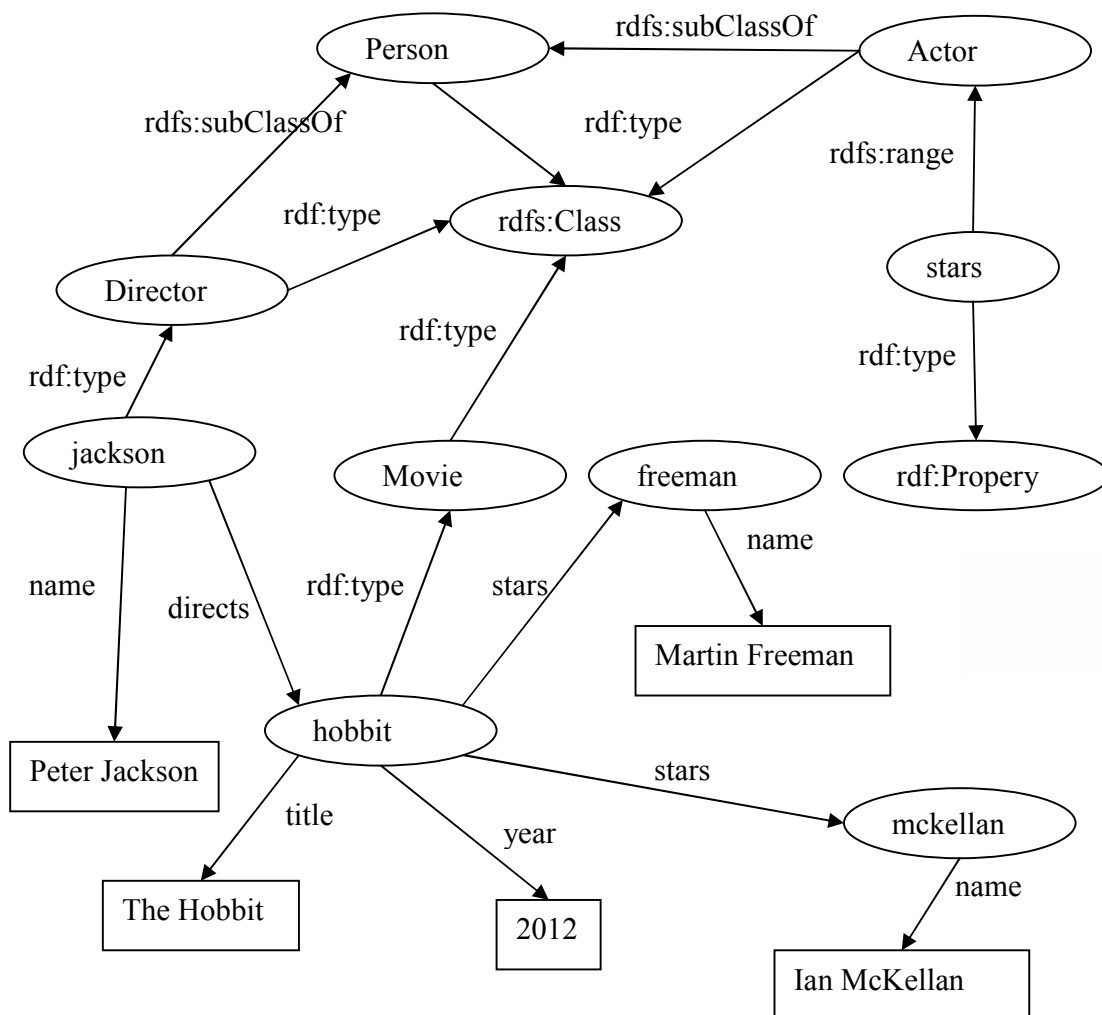 rdfs:subClassOf
Person
Actor
rdfs:subClassOf
rdf:type
rdfs:range
rdf:type
rdfs:Class
stars
Director
rdf:type
rdf:type
rdf:type
jackson
Movie
freeman
rdf:Propery
name
name
rdf:type
stars
directs
Martin Freeman
hobbit
Peter Jackson
stars
title
mckellan
year
name
The Hobbit
2012
Ian McKellan